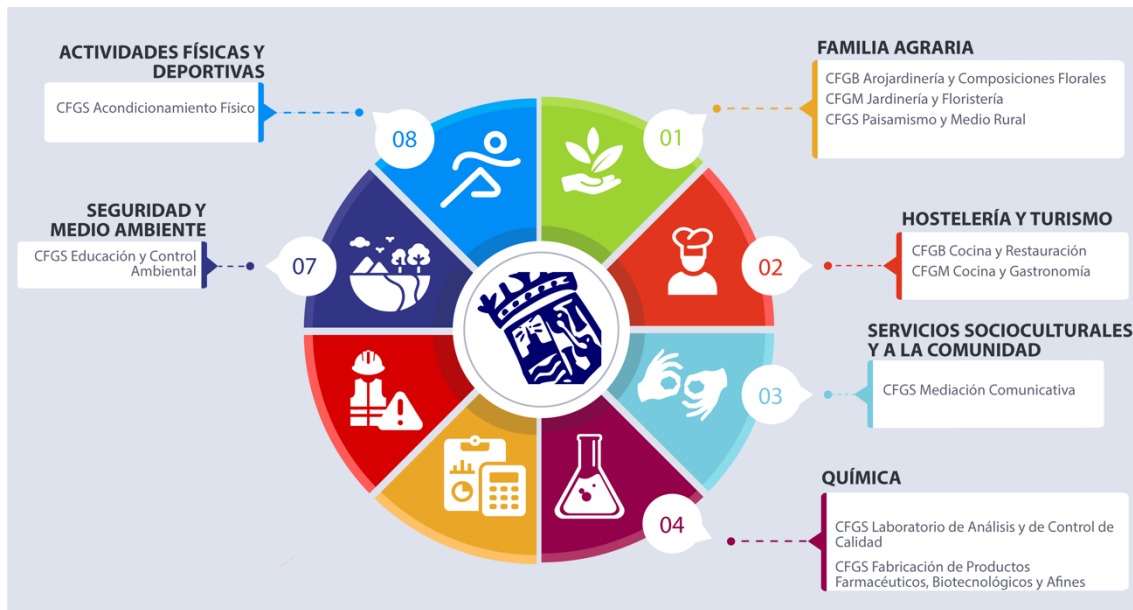 ACTIVIDADES FÍSICAS Y
DEPORTIVAS
CFGS Acondicionamiento Físico
08
SEGURIDAD Y
MEDIO AMBIENTE
CFGS Educación y Control
Ambiental
07
FAMILIA AGRARIA
CFGB Arojardinería y Composiciones Florales
CFGM Jardinería y Floristería
CFGS Paisamismo y Medio Rural
01
HOSTELERÍA Y TURISMO
CFGB Cocina y Restauración
CFGM Cocina y Gastronomía
02
SERVICIOS SOCIOCULTURALES
Y A LA COMUNIDAD
CFGS Mediación Comunicativa
03
QUÍMICA
CFGS Laboratorio de Análisis y de Control de
Calidad
CFGS Fabricación de Productos
Farmacéuticos, Biotecnológicos y Afines
04